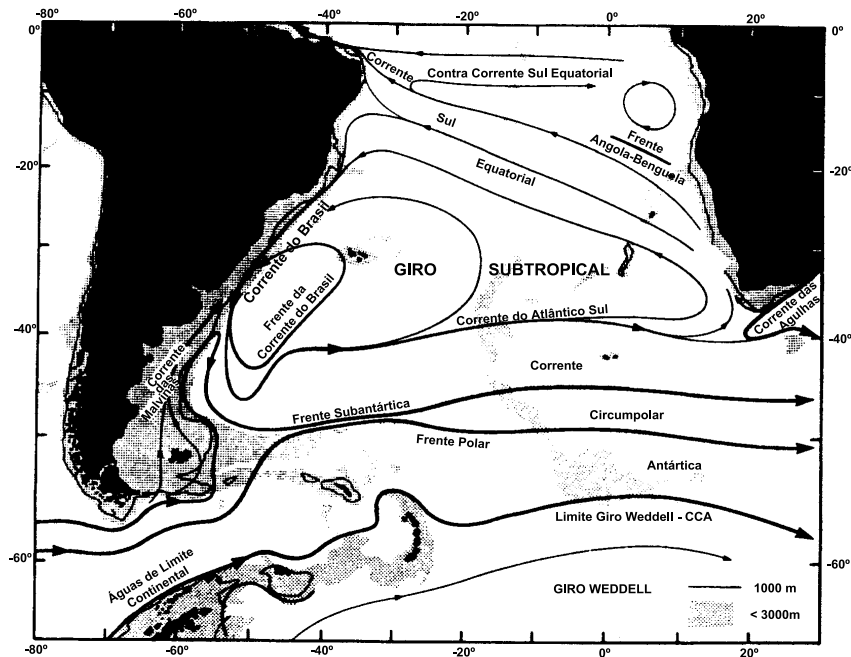 -80° -60° -40° -20° 0° 20°
0° 0°
Corrente
Contra Corrente Sul Equatorial
Sul
Frente
Angola-Benguela
Equatorial
-20° -20°
Corrente do Brasil
Frente da
Corrente do Brasil
GIRO SUBTROPICAL
Corrente do Atlântico Sul
Corrente das
Agulhas
-40° -40°
Corrente
das
Malvinas
Corrente
Frente Subantártica
Circumpolar
Frente Polar
Antártica
Limite Giro Weddell - CCA
-60° -60°
Águas de Limite
Continental
GIRO WEDDELL
1000 m
< 3000m
-80° -60° -40° -20° 0° 20°